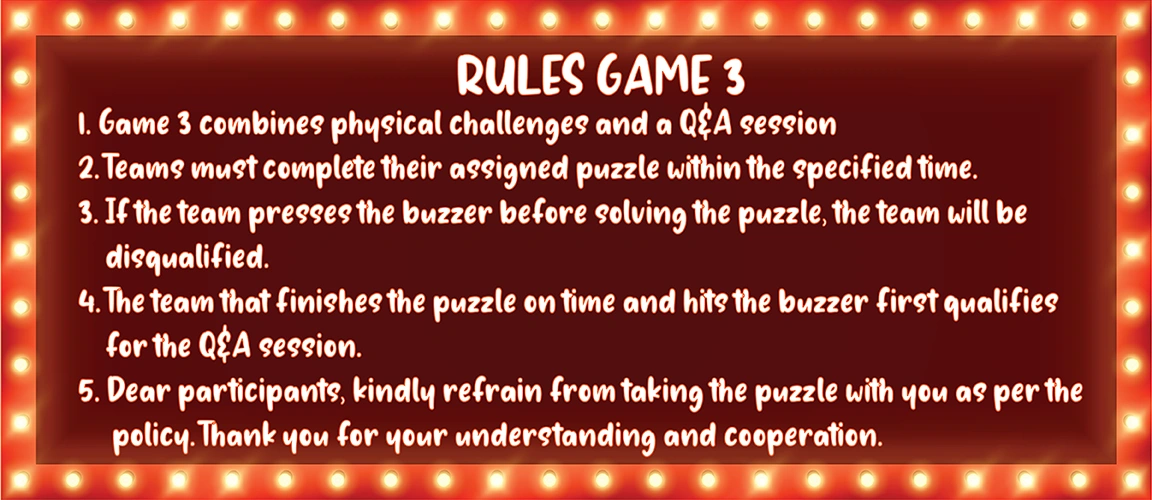 RULES GAME 3
1. Game 3 combines physical challenges and a Q&A session
2. Teams must complete their assigned puzzle within the specified time.
3. If the team presses the buzzer before solving the puzzle, the team will be
disqualified.
4. The team that finishes the puzzle on time and hits the buzzer first qualifies
for the Q&A session.
5. Dear participants, kindly refrain from taking the puzzle with you as per the
policy. Thank you for your understanding and cooperation.